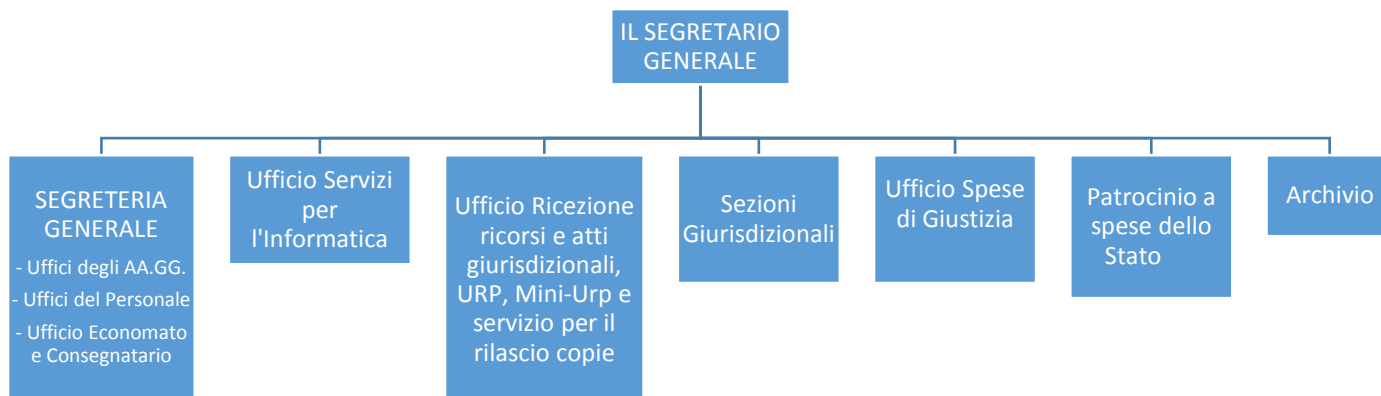 IL SEGRETARIO
GENERALE
SEGRETERIA
GENERALE
- Uffici degli AA.GG.
- Uffici del Personale
- Ufficio Economato
e Consegnatario
Ufficio Servizi
per
l'Informatica
Ufficio Ricezione
ricorsi e atti
giurisdizionali,
URP, Mini-Urp e
servizio per il
rilascio copie
Sezioni
Giurisdizionali
Ufficio Spese
di Giustizia
Patrocinio a
spese dello
Stato
Archivio